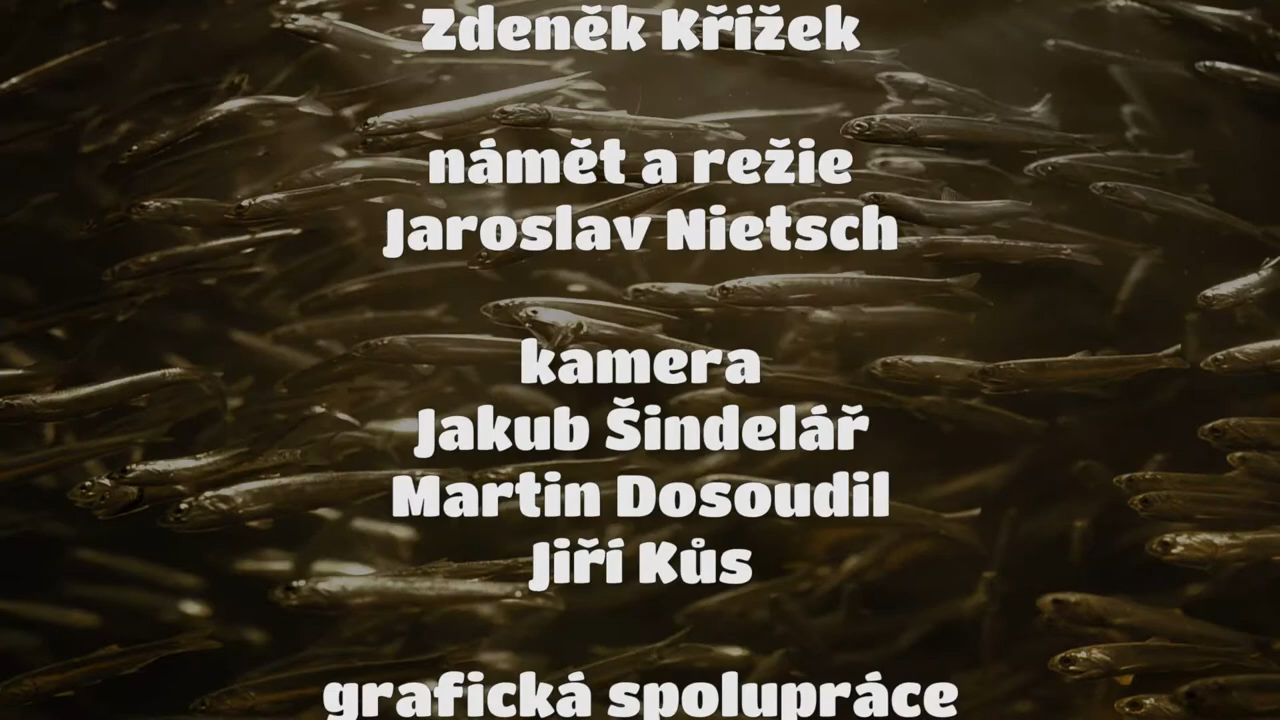 Zdeněk Křížek
námět a režie
Jaroslav Nietsch
kamera
Jakub Šindelář
Martin Dosoudil
Jiří Kůs
grafická spolupráce